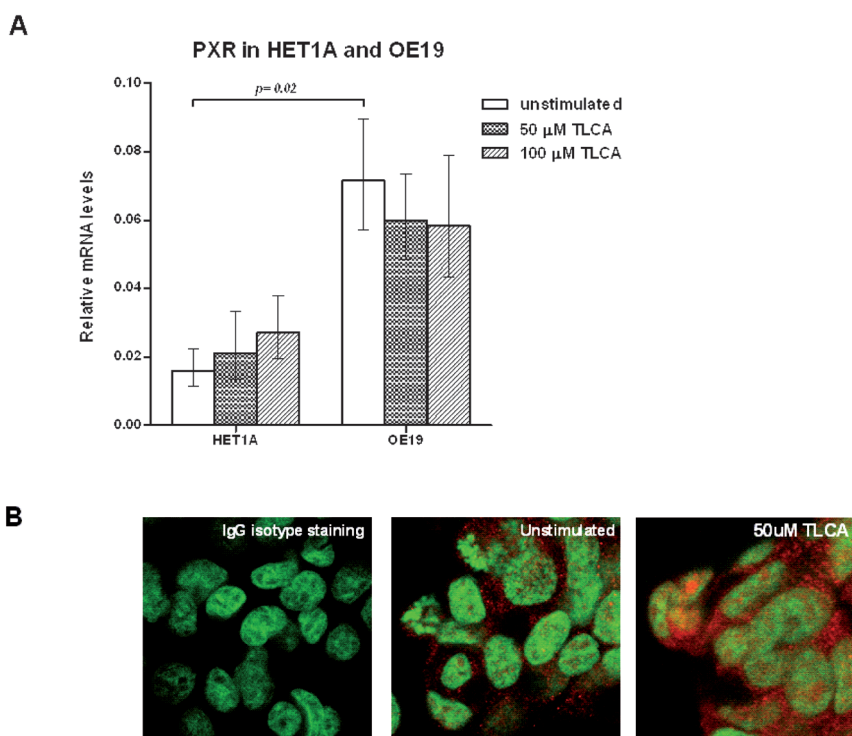 A
PXR in HET1A and OE19
p= 0.02
unstimulated
50 µM TLCA
100 µM TLCA
Relative mRNA levels
0.10
0.08
0.06
0.04
0.02
0.00
HET1A
OE19
B
IgG isotype staining
Unstimulated
50uM TLCA